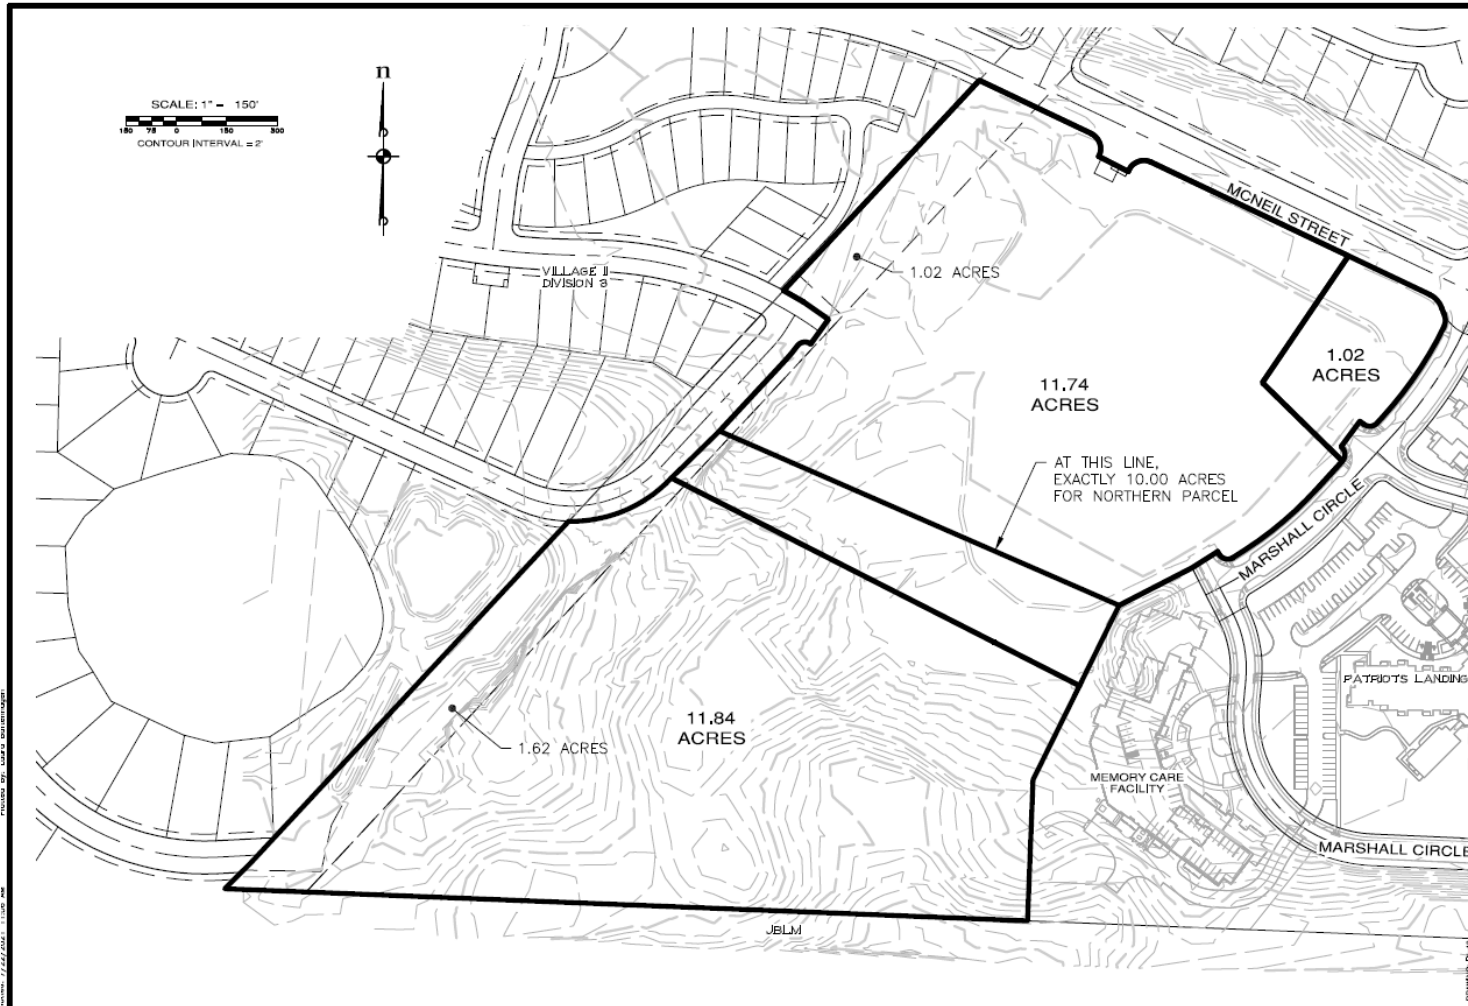 n
SCALE: 1" = 150'
150 75 0 150 300
CONTOUR INTERVAL = 2'
MCNEIL STREET
VILLAGE II
DIVISION 3
1.02 ACRES
1.02
ACRES
11.74
ACRES
AT THIS LINE,
EXACTLY 10.00 ACRES
FOR NORTHERN PARCEL
MARSHALL CIRCLE
PATRIOTS LANDING
11.84
ACRES
1.62 ACRES
MEMORY CARE
FACILITY
MARSHALL CIRCLE
JBLM